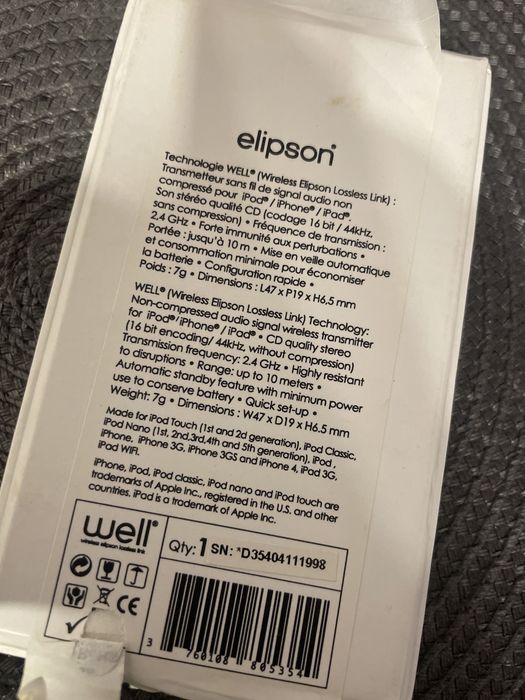 elipson
Technologie WELL® (Wireless Elipson Lossless Link) :
Transmetteur sans fil de signal audio non
compressé pour iPod® / iPhone® / iPad®.
Son stéréo qualité CD (codage 16 bit / 44kHz,
sans compression) • Fréquence de transmission :
2,4 GHz • Forte immunité aux perturbations •
Portée : jusqu'à 10 m • Mise en veille automatique
et consommation minimale pour économiser
la batterie • Configuration rapide •
Poids : 7g • Dimensions : L47 x P19 x H6,5 mm
WELL® (Wireless Elipson Lossless Link) Technology:
Non-compressed audio signal wireless transmitter
for iPod®/iPhone® / iPad® • CD quality stereo
(16 bit encoding/ 44kHz, without compression)
Transmission frequency: 2.4 GHz • Highly resistant
to disruptions • Range: up to 10 meters •
Automatic standby feature with minimum power
use to conserve battery • Quick set-up •
Weight: 7g • Dimensions : W47 x D19 x H6.5 mm
Made for iPod Touch (1st and 2d generation), iPod Classic,
iPod Nano (1st, 2nd,3rd,4th and 5th generation), iPod ,
iPhone, iPhone 3G, iPhone 3GS and iPhone 4, iPad 3G,
iPad WIFI.
iPhone, iPod, iPod classic, iPod nano and iPod touch are
trademarks of Apple Inc., registered in the U.S. and other
countries. iPad is a trademark of Apple Inc.
well®
wireless elipson lossless link
Qty: 1 SN: *D35404111998
CE
3 760108 805354